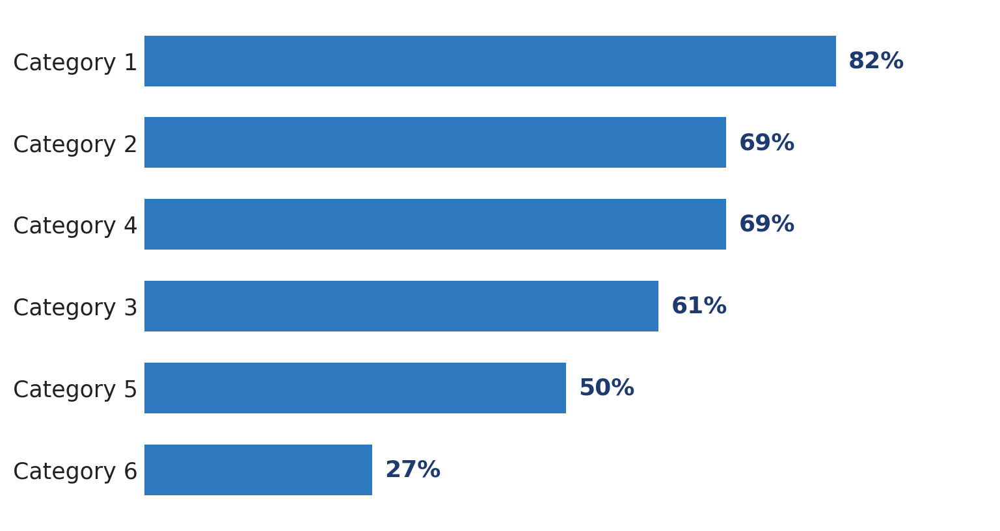 Category 1 82%
Category 2 69%
Category 4 69%
Category 3 61%
Category 5 50%
Category 6 27%